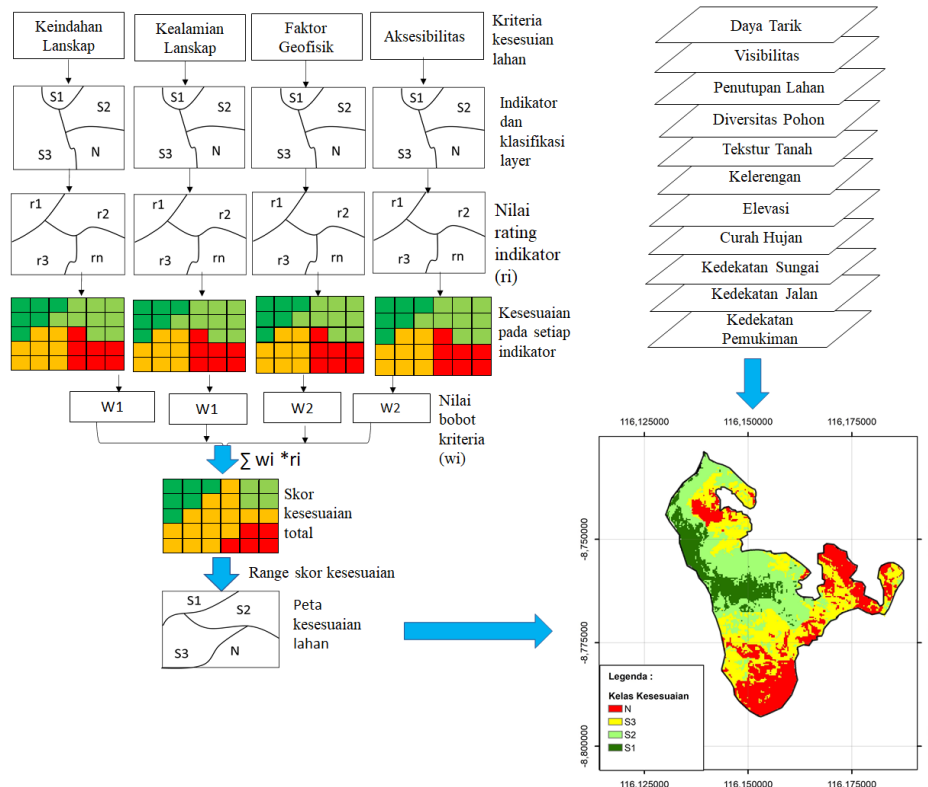 Keindahan
Lanskap
Kealamian
Lanskap
Faktor
Geofisik
Aksesibilitas
Kriteria
kesesuian
lahan
S1
S2
S3
N
S1
S2
S3
N
S1
S2
S3
N
S1
S2
S3
N
Indikator
dan
klasifikasi
layer
r1
r2
r3
rn
r1
r2
r3
rn
r1
r2
r3
rn
r1
r2
r3
rn
Nilai
rating
indikator
(ri)
Kesesuaian
pada setiap
indikator
W1
W1
W2
W2
Nilai
bobot
kriteria
(wi)
∑ wi *ri
Skor
kesesuaian
total
Range skor kesesuaian
S1
S2
S3
N
Peta
kesesuaian
lahan
Daya Tarik
Visibilitas
Penutupan Lahan
Diversitas Pohon
Tekstur Tanah
Kelerengan
Elevasi
Curah Hujan
Kedekatan Sungai
Kedekatan Jalan
Kedekatan
Pemukiman
116,125000
116,150000
116,175000
-8,750000
-8,775000
-8,800000
Legenda :
Kelas Kesesuaian
N
S3
S2
S1
116,125000
116,150000
116,175000